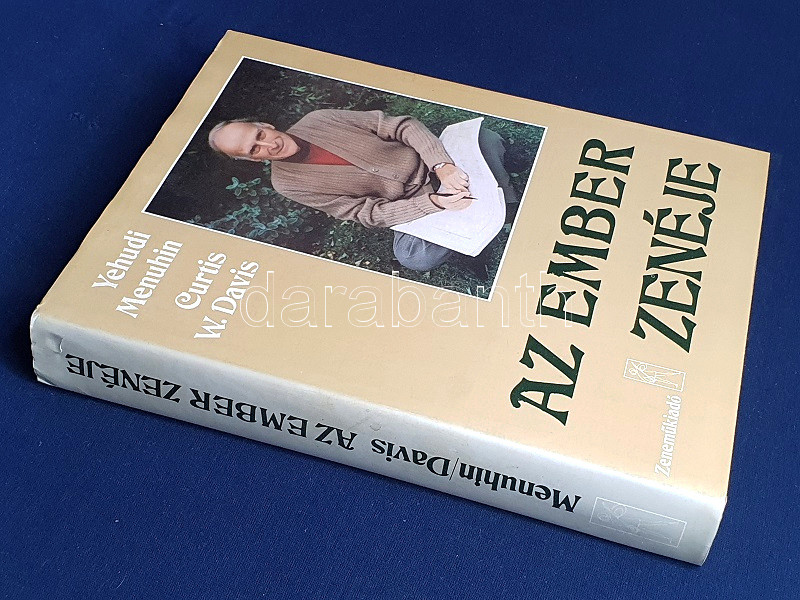 AZ EMBER
ZENÉJE
Yehudi
Menuhin
Curtis
W. Davis
Zeneműkiadó
Menuhin/Davis AZ EMBER ZENÉJE
darabanth